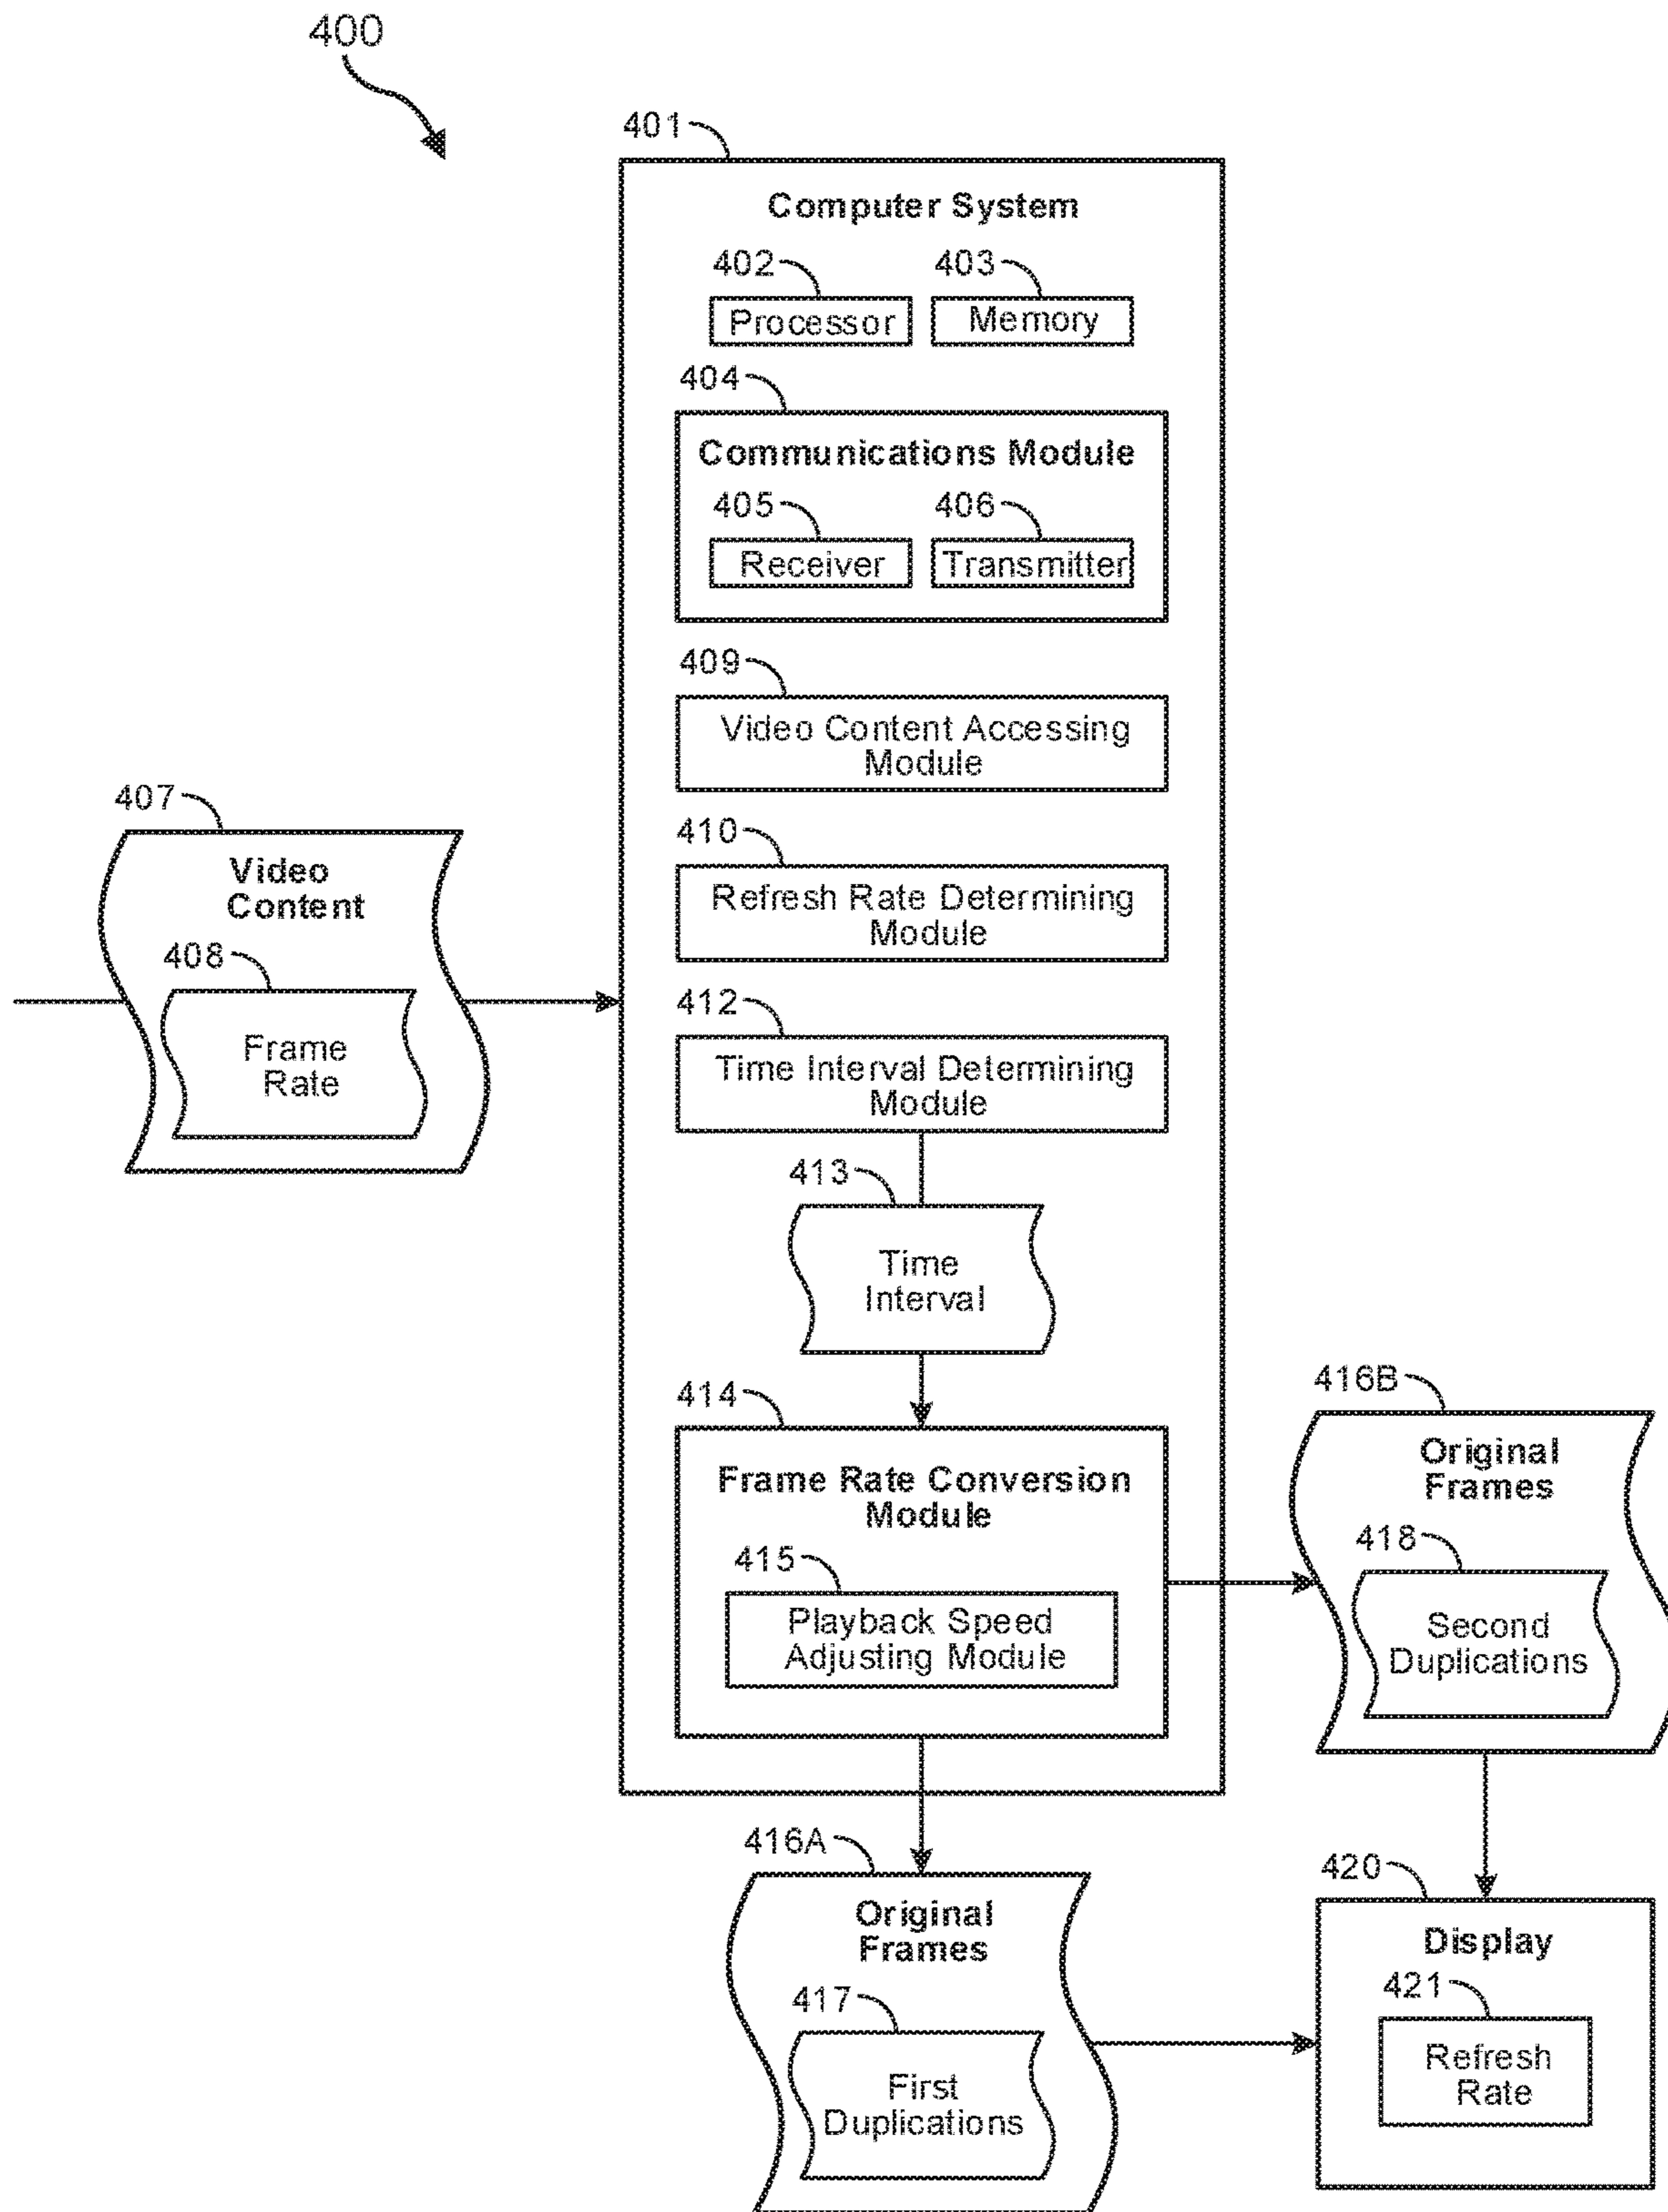 400
401
Computer System
402
403
Processor
Memory
404
Communications Module
405
406
Receiver
Transmitter
409
Video Content Accessing
Module
407
Video
Content
408
Frame
Rate
410
Refresh Rate Determining
Module
412
Time Interval Determining
Module
413
Time
Interval
414
Frame Rate Conversion
Module
415
Playback Speed
Adjusting Module
416B
Original
Frames
418
Second
Duplications
416A
Original
Frames
417
First
Duplications
420
Display
421
Refresh
Rate